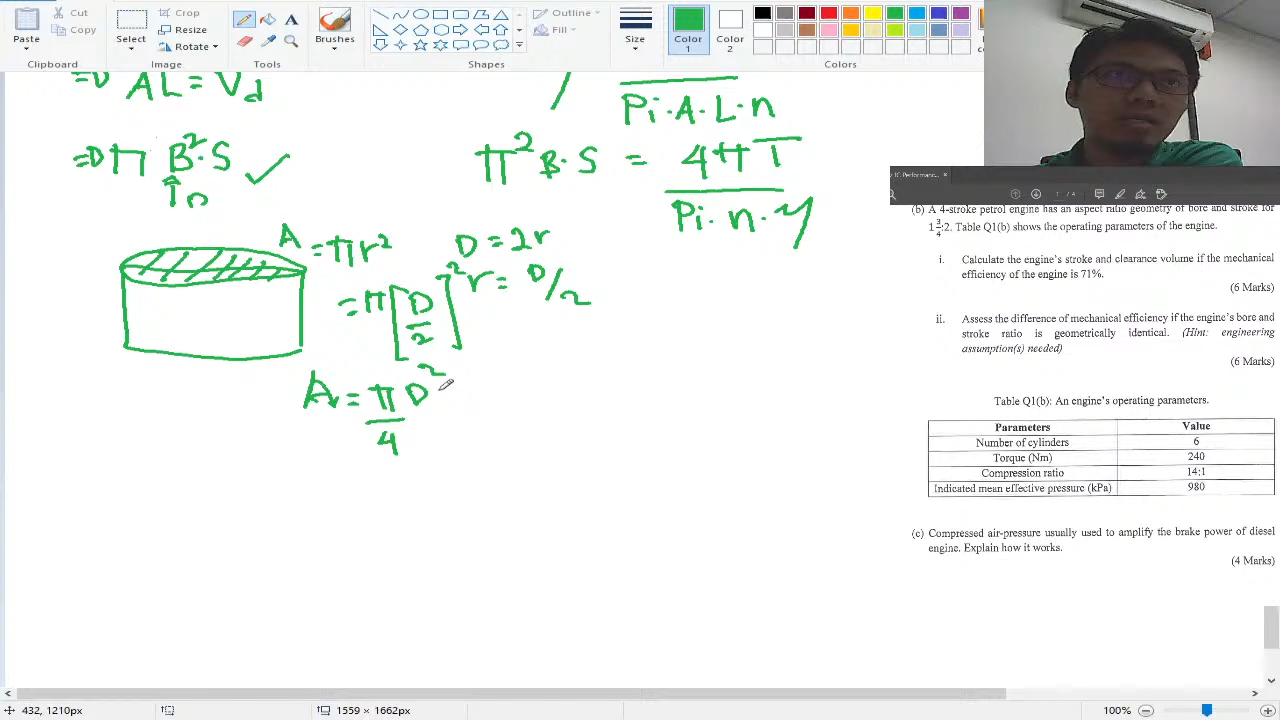 Paste
Cut
Copy
Clipboard
Select
Crop
Resize
Rotate
Image
A
Tools
Brushes
Outline
Fill
Shapes
Size
Color
1
Color
2
Colors
⇒ AL = Vd
⇒ π B²·S
↑ n
Pi·A·L·n
π² B·S = 4πT
Pi·n·η
A = πr²
D = 2r
= π [D/2]²
r = D/2
A = π/4 D²
1C. Performanc...
1 / 4
(b) A 4-stroke petrol engine has an aspect ratio geometry of bore and stroke for
1 3/4:2. Table Q1(b) shows the operating parameters of the engine.
i. Calculate the engine's stroke and clearance volume if the mechanical
efficiency of the engine is 71%.
(6 Marks)
ii. Assess the difference of mechanical efficiency if the engine's bore and
stroke ratio is geometrically identical. (Hint: engineering
assumption(s) needed)
(6 Marks)
Table Q1(b): An engine's operating parameters.
Parameters Value
Number of cylinders 6
Torque (Nm) 240
Compression ratio 14:1
Indicated mean effective pressure (kPa) 980
(c) Compressed air-pressure usually used to amplify the brake power of diesel
engine. Explain how it works.
(4 Marks)
432, 1210px
1559 × 1662px
100%